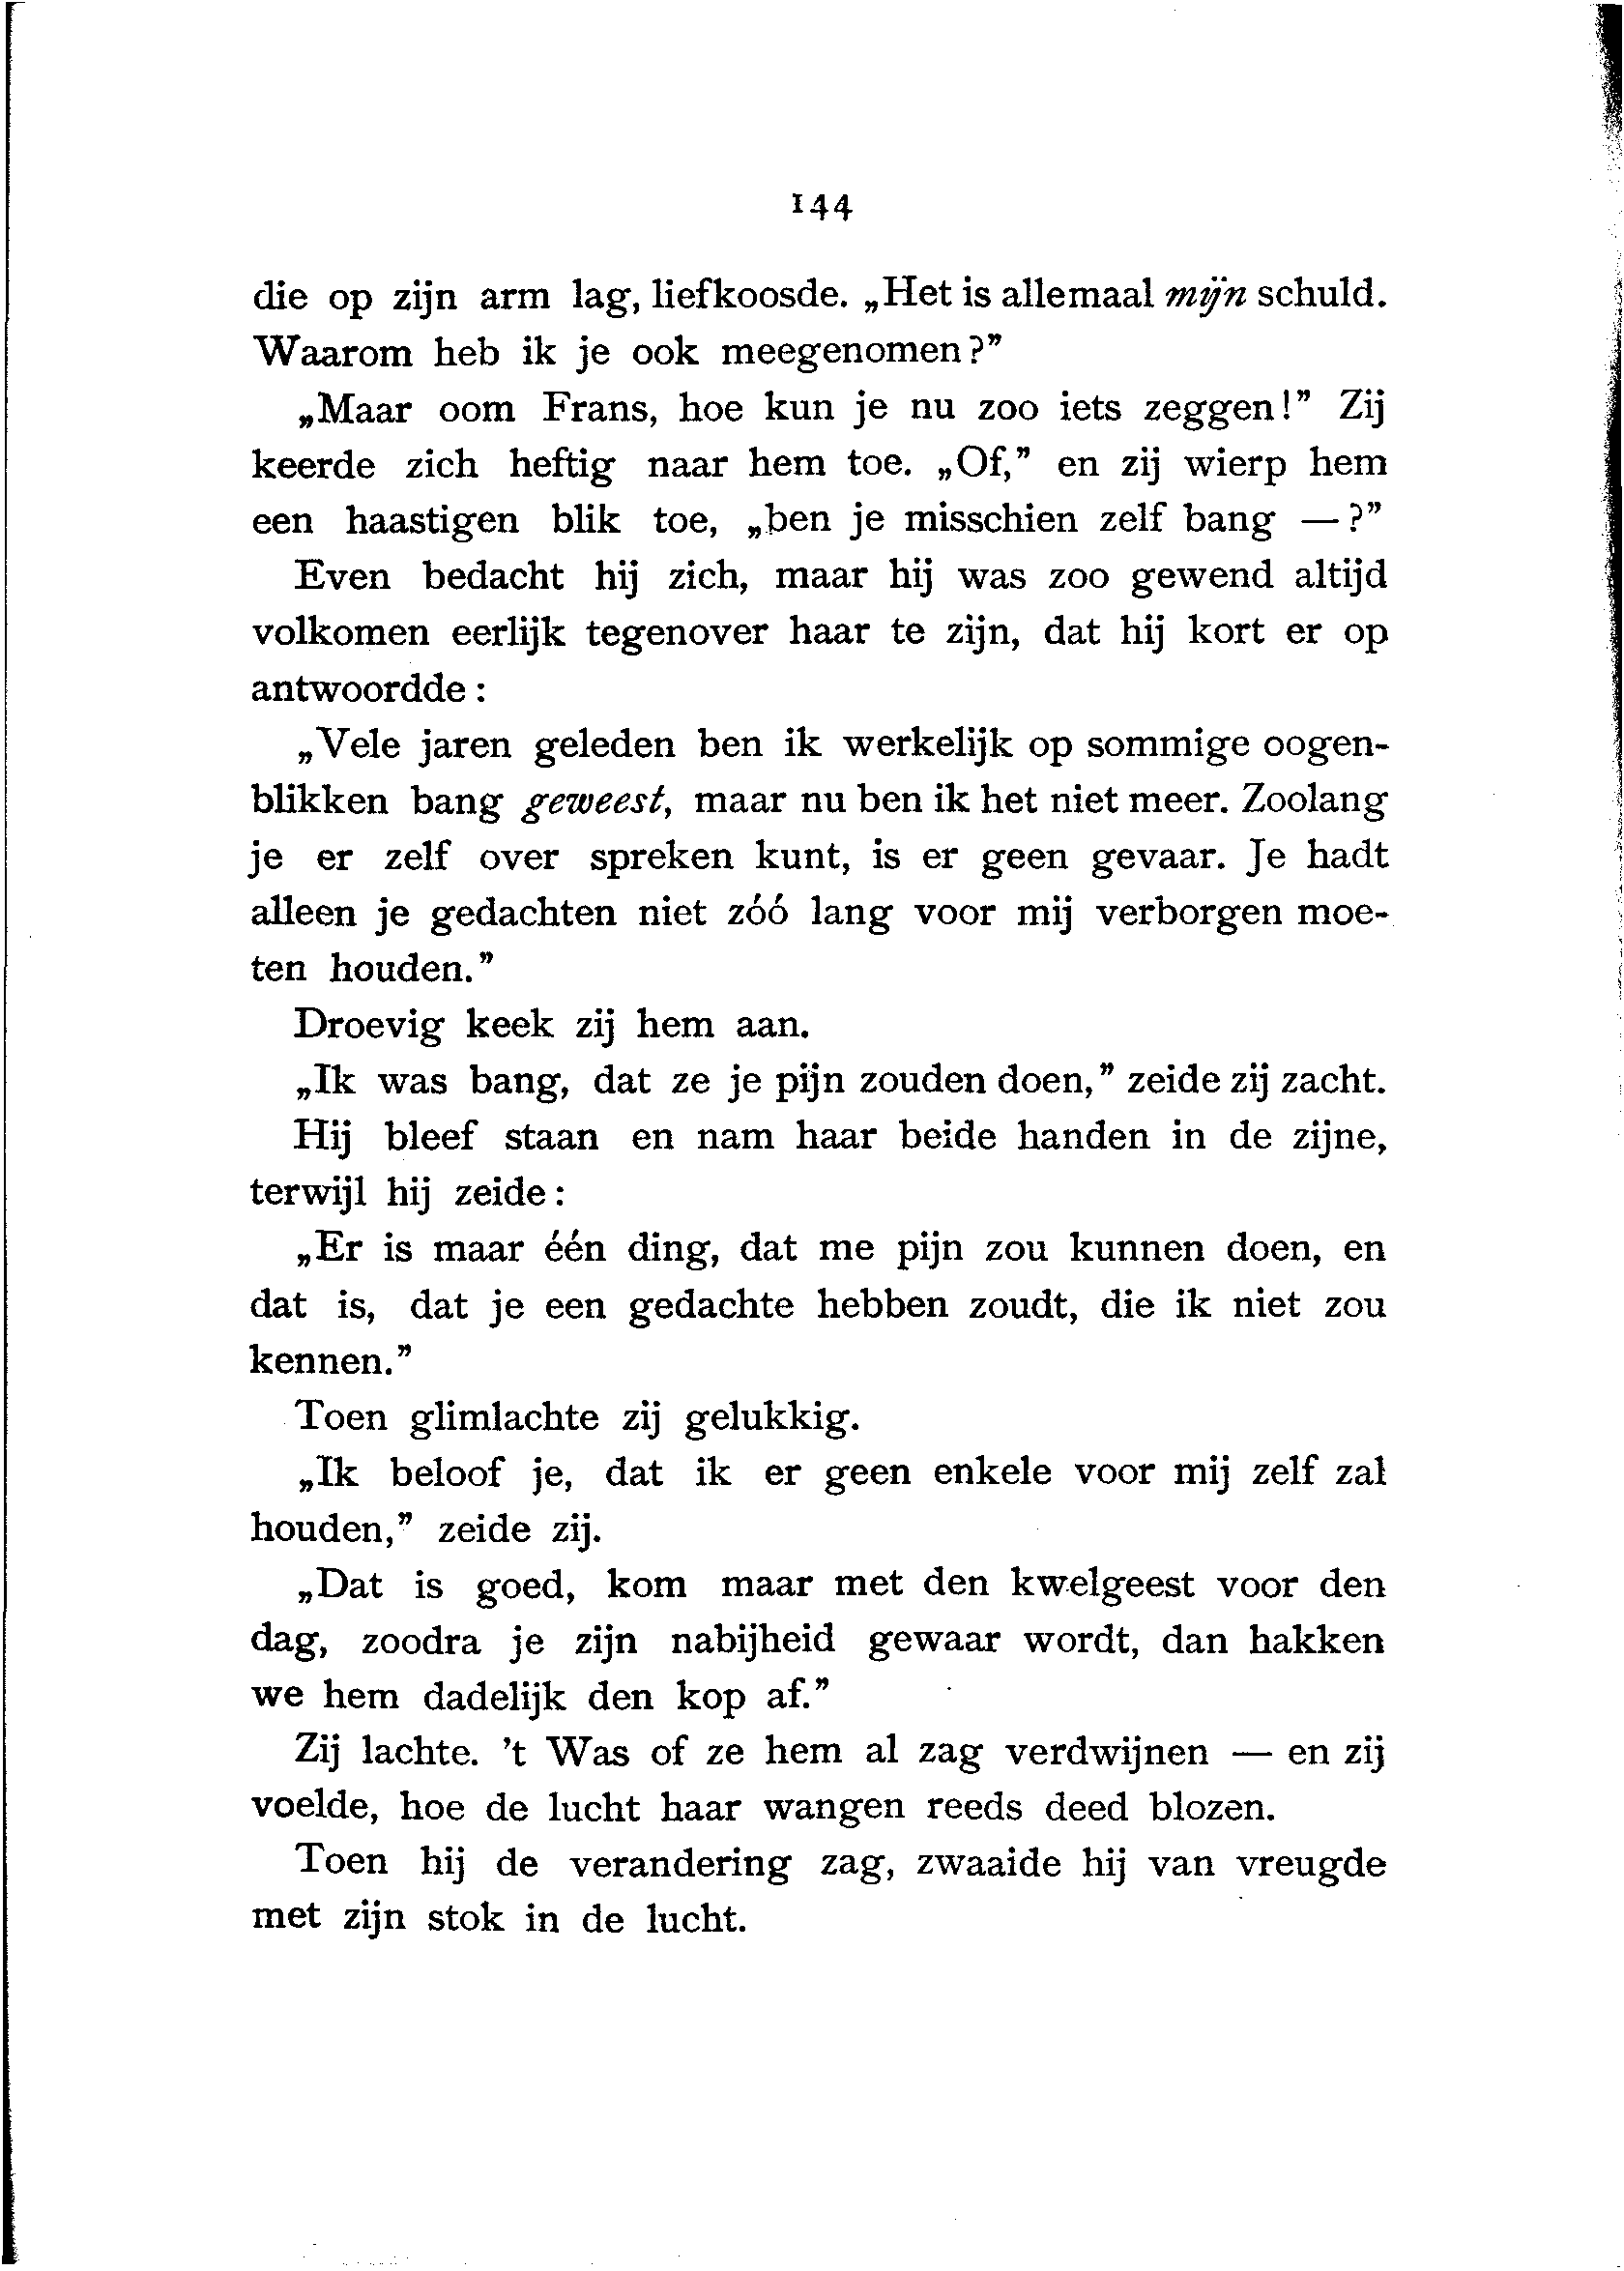 144
die op zijn arm lag, liefkoosde. „Het is allemaal mijn schuld.
Waarom heb ik je ook meegenomen?”
„Maar oom Frans, hoe kun je nu zoo iets zeggen!” Zij
keerde zich heftig naar hem toe. „Of,” en zij wierp hem
een haastigen blik toe, „ben je misschien zelf bang —?”
Even bedacht hij zich, maar hij was zoo gewend altijd
volkomen eerlijk tegenover haar te zijn, dat hij kort er op
antwoordde:
„Vele jaren geleden ben ik werkelijk op sommige oogen-
blikken bang geweest, maar nu ben ik het niet meer. Zoolang
je er zelf over spreken kunt, is er geen gevaar. Je hadt
alleen je gedachten niet zóó lang voor mij verborgen moe-
ten houden.”
Droevig keek zij hem aan.
„Ik was bang, dat ze je pijn zouden doen,” zeide zij zacht.
Hij bleef staan en nam haar beide handen in de zijne,
terwijl hij zeide:
„Er is maar één ding, dat me pijn zou kunnen doen, en
dat is, dat je een gedachte hebben zoudt, die ik niet zou
kennen.”
Toen glimlachte zij gelukkig.
„Ik beloof je, dat ik er geen enkele voor mij zelf zal
houden,” zeide zij.
„Dat is goed, kom maar met den kwelgeest voor den
dag, zoodra je zijn nabijheid gewaar wordt, dan hakken
we hem dadelijk den kop af.”
Zij lachte. 't Was of ze hem al zag verdwijnen — en zij
voelde, hoe de lucht haar wangen reeds deed blozen.
Toen hij de verandering zag, zwaaide hij van vreugde
met zijn stok in de lucht.